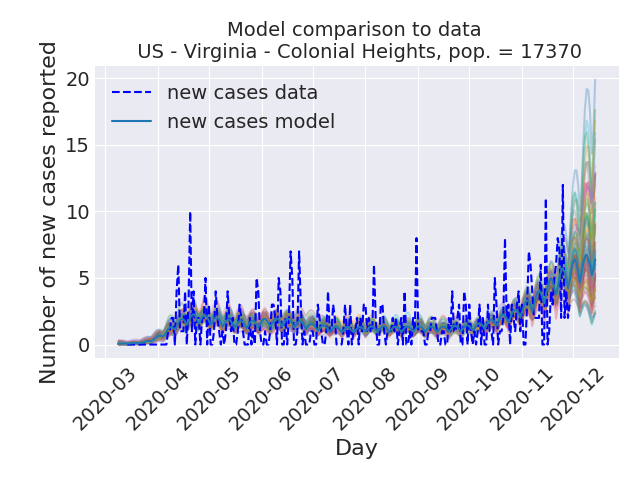 Model comparison to data
US - Virginia - Colonial Heights, pop. = 17370
Number of new cases reported
20
15
10
5
0
new cases data
new cases model
2020-03
2020-04
2020-05
2020-06
2020-07
2020-08
2020-09
2020-10
2020-11
2020-12
Day